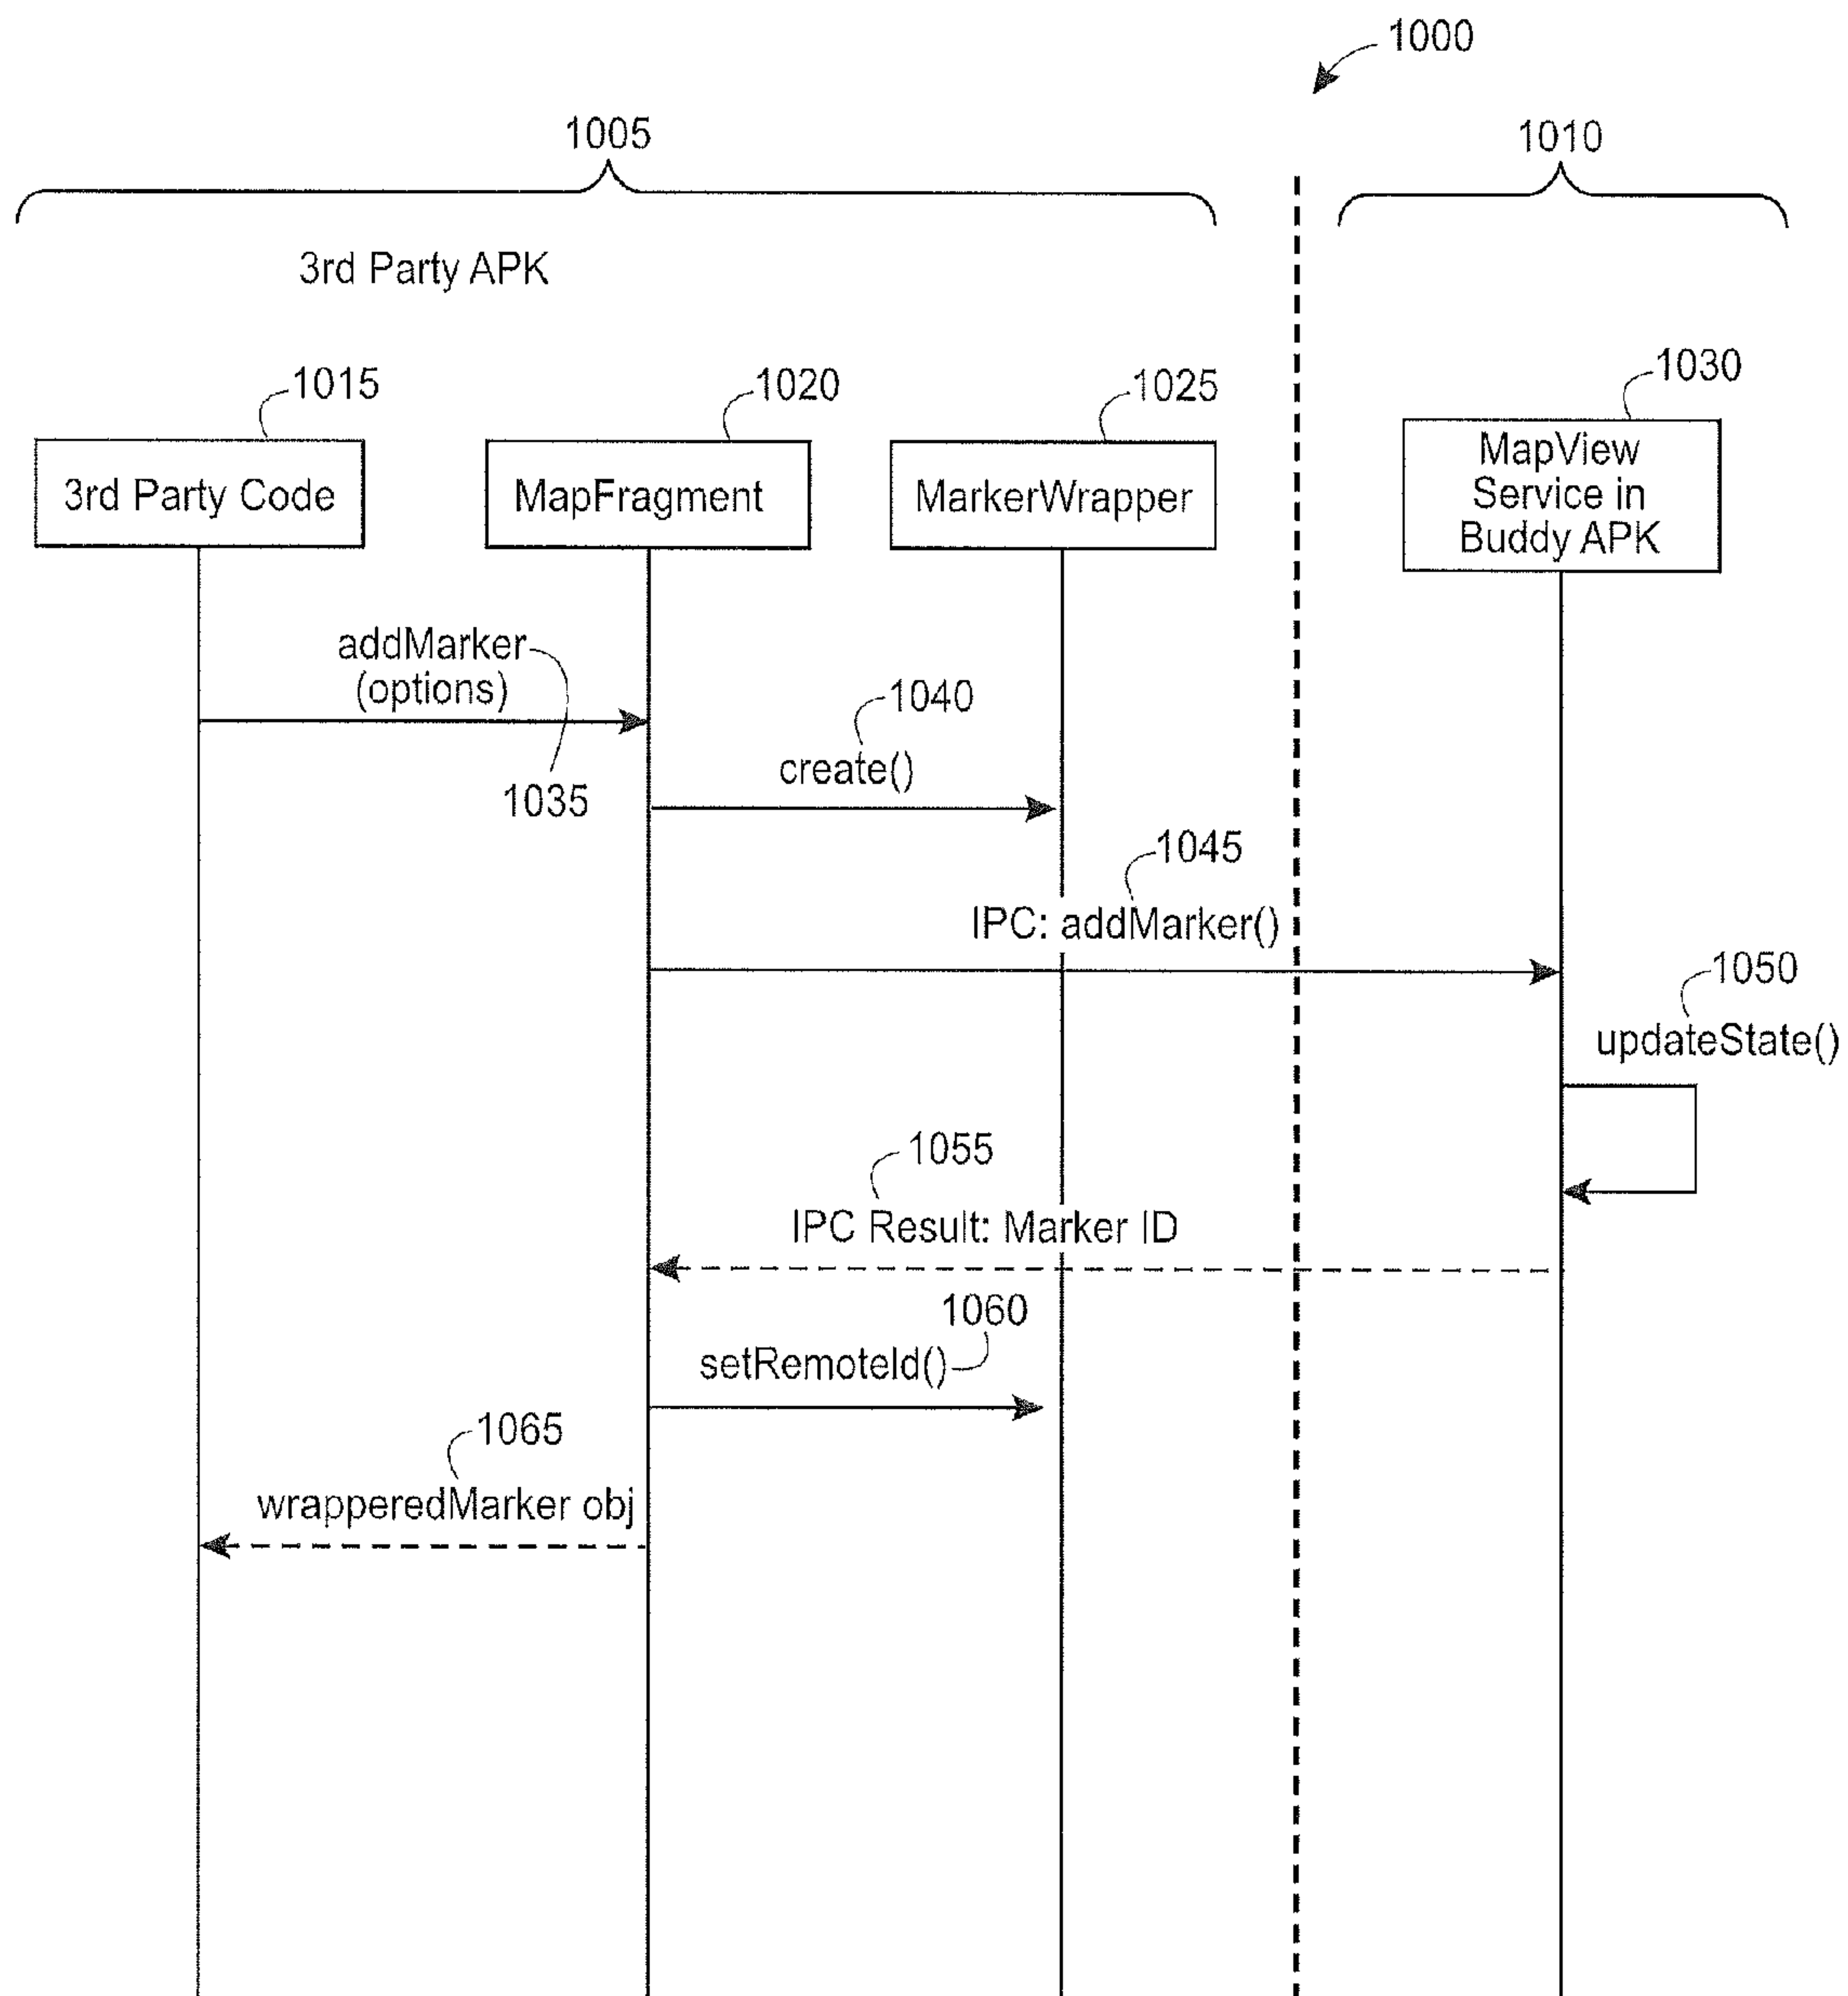 1000
1005
1010
3rd Party APK
1015
1020
1025
1030
3rd Party Code
MapFragment
MarkerWrapper
MapView
Service in
Buddy APK
addMarker
(options)
1035
1040
create()
1045
IPC: addMarker()
1050
updateState()
1055
IPC Result: Marker ID
1060
setRemoteId()
1065
wrapperedMarker obj